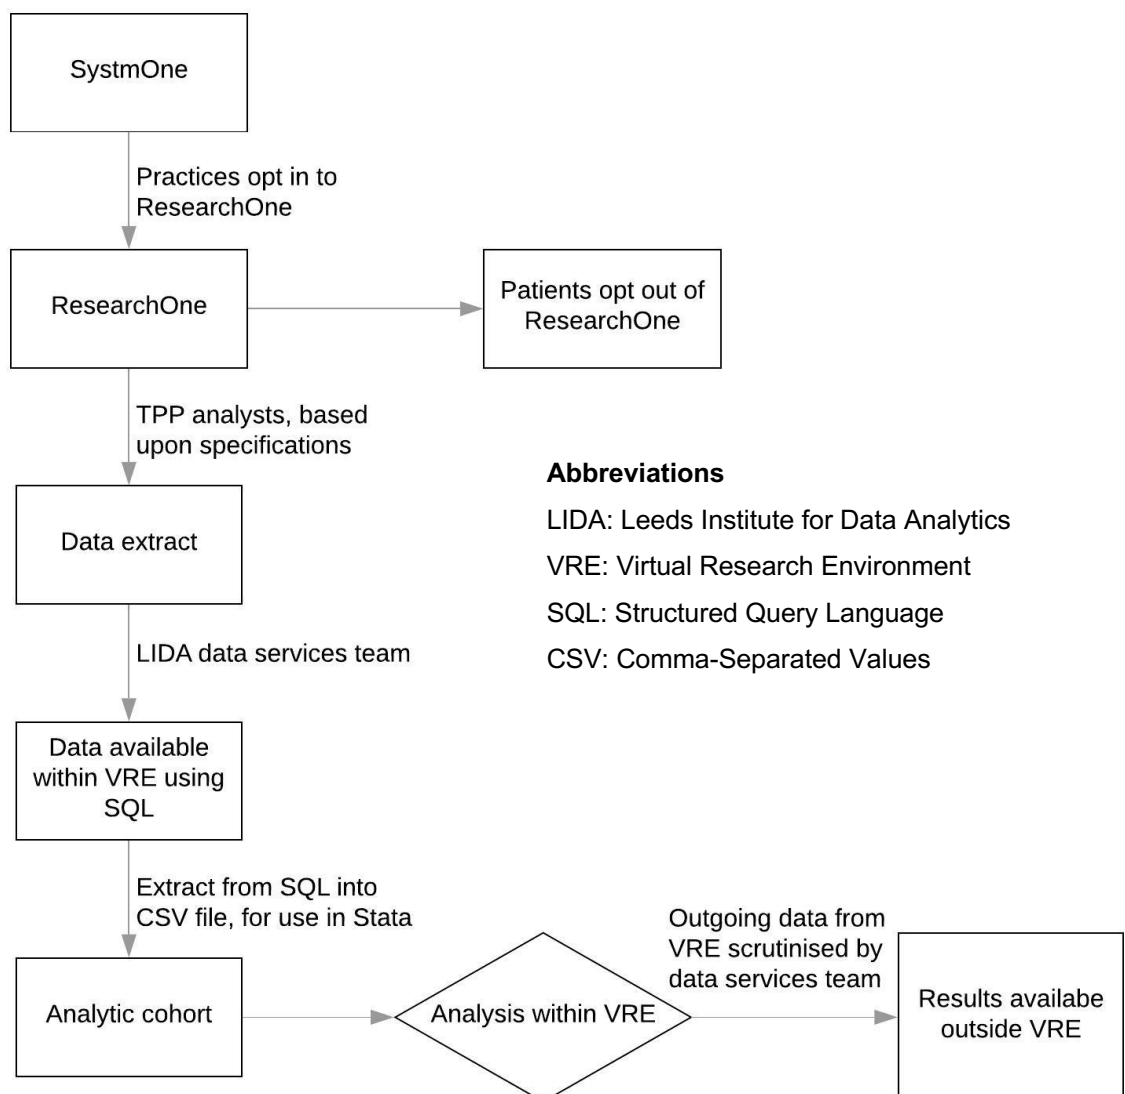 SystmOne
Practices opt in to
ResearchOne
ResearchOne
Patients opt out of
ResearchOne
TPP analysts, based
upon specifications
Data extract
Abbreviations
LIDA: Leeds Institute for Data Analytics
VRE: Virtual Research Environment
SQL: Structured Query Language
CSV: Comma-Separated Values
LIDA data services team
Data available
within VRE using
SQL
Extract from SQL into
CSV file, for use in Stata
Analytic cohort
Analysis within VRE
Outgoing data from
VRE scrutinised by
data services team
Results availabe
outside VRE